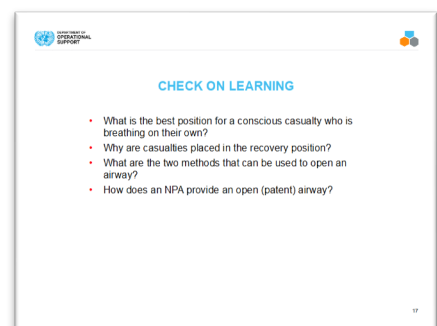 DEPARTMENT OF
OPERATIONAL
SUPPORT
CHECK ON LEARNING
• What is the best position for a conscious casualty who is
breathing on their own?
• Why are casualties placed in the recovery position?
• What are the two methods that can be used to open an
airway?
• How does an NPA provide an open (patent) airway?
17